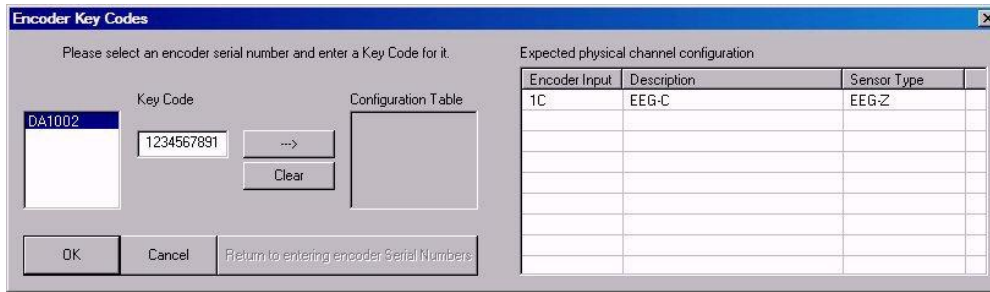 Encoder Key Codes
Please select an encoder serial number and enter a Key Code for it.
Key Code
Configuration Table
DA1002
1234567891
--->
Clear
OK
Cancel
Return to entering encoder Serial Numbers
Expected physical channel configuration
Encoder Input Description Sensor Type
1C EEG-C EEG-Z